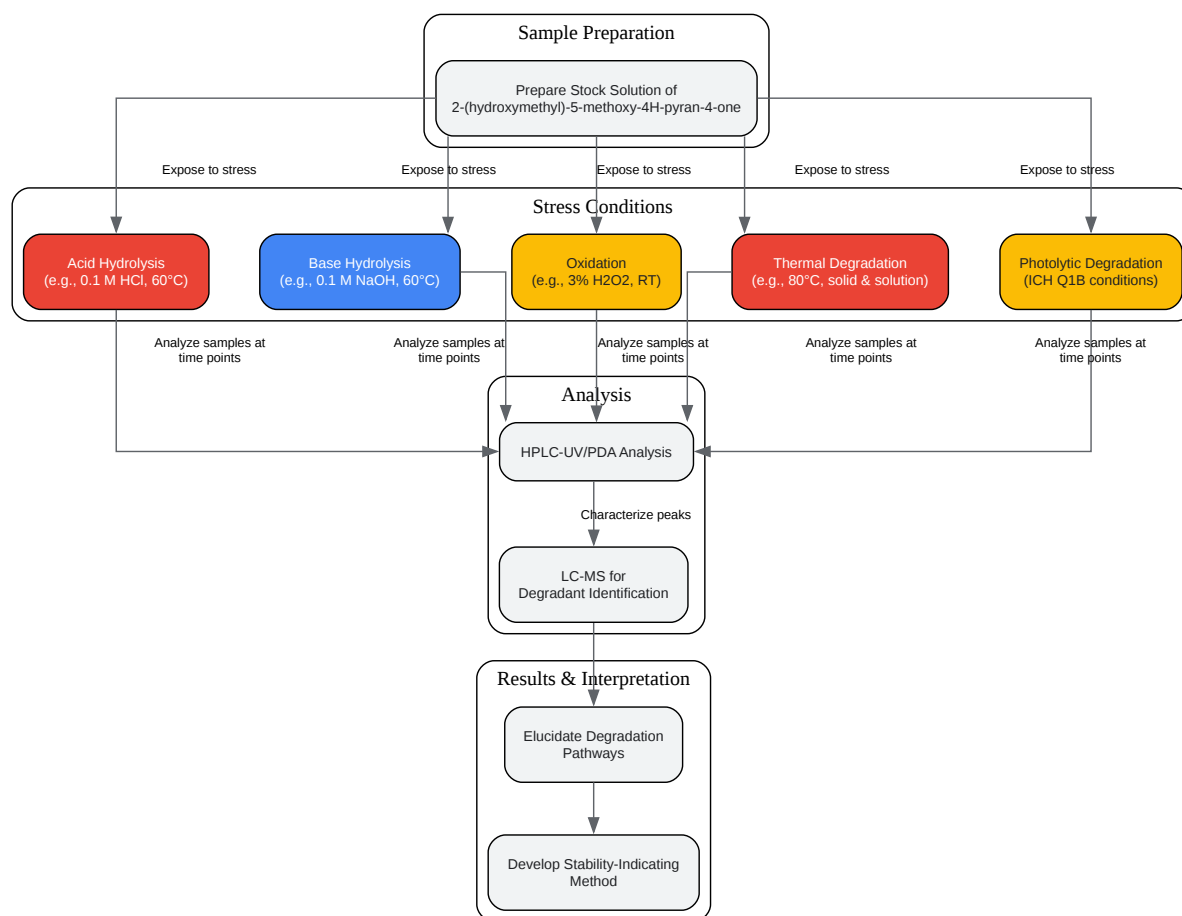 Sample Preparation
Prepare Stock Solution of
2-(hydroxymethyl)-5-methoxy-4H-pyran-4-one
Expose to stress
Expose to stress
Expose to stress
Expose to stress
Expose to stress
Stress Conditions
Acid Hydrolysis
(e.g., 0.1 M HCl, 60°C)
Base Hydrolysis
(e.g., 0.1 M NaOH, 60°C)
Oxidation
(e.g., 3% H2O2, RT)
Thermal Degradation
(e.g., 80°C, solid & solution)
Photolytic Degradation
(ICH Q1B conditions)
Analyze samples at
time points
Analyze samples at
time points
Analyze samples at
time points
Analyze samples at
time points
Analyze samples at
time points
Analysis
HPLC-UV/PDA Analysis
Characterize peaks
LC-MS for
Degradant Identification
Results & Interpretation
Elucidate Degradation
Pathways
Develop Stability-Indicating
Method